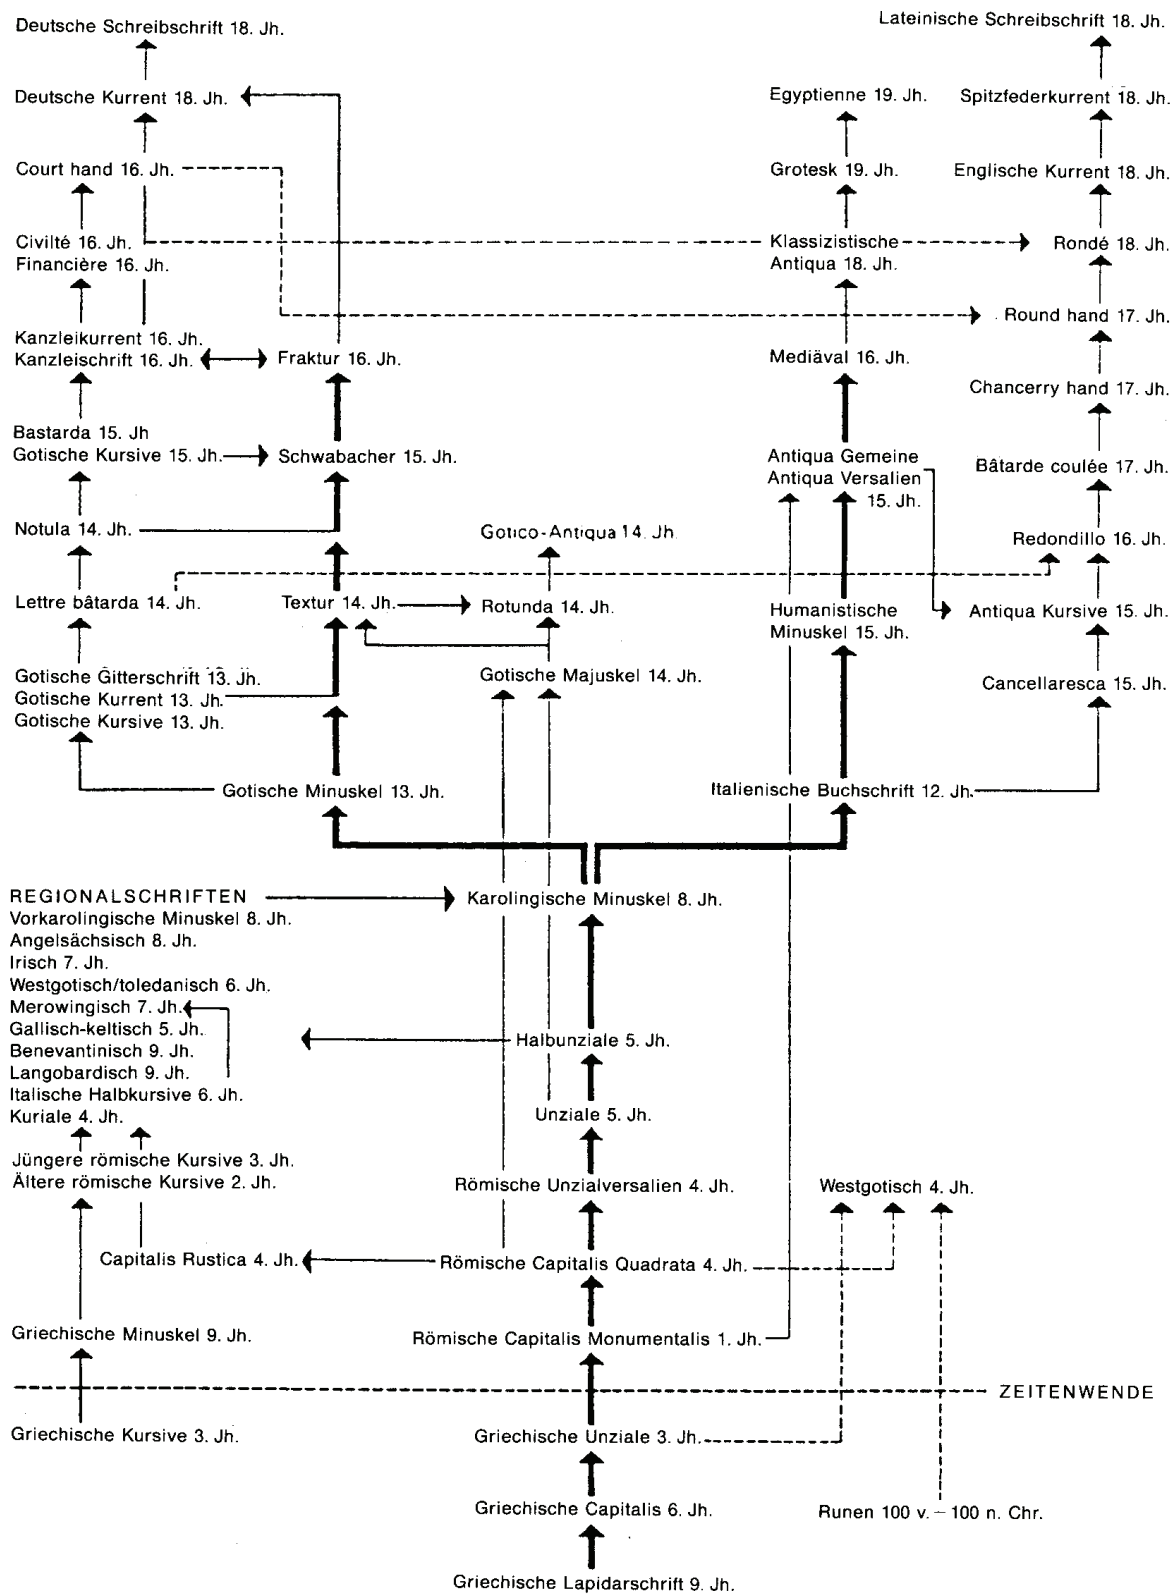 Deutsche Schreibschrift 18. Jh.
Lateinische Schreibschrift 18. Jh.
Deutsche Kurrent 18. Jh.
Egyptienne 19. Jh.
Spitzfederkurrent 18. Jh.
Court hand 16. Jh.
Grotesk 19. Jh.
Englische Kurrent 18. Jh.
Civilté 16. Jh.
Financière 16. Jh.
Klassizistische
Antiqua 18. Jh.
Rondé 18. Jh.
Round hand 17. Jh.
Kanzleikurrent 16. Jh.
Kanzleischrift 16. Jh.
Fraktur 16. Jh.
Mediäval 16. Jh.
Chancerry hand 17. Jh.
Bastarda 15. Jh
Gotische Kursive 15. Jh.
Schwabacher 15. Jh.
Antiqua Gemeine
Antiqua Versalien
15. Jh.
Bâtarde coulée 17. Jh.
Notula 14. Jh.
Gotico-Antiqua 14. Jh.
Redondillo 16. Jh.
Lettre bâtarda 14. Jh.
Textur 14. Jh.
Rotunda 14. Jh.
Humanistische
Minuskel 15. Jh.
Antiqua Kursive 15. Jh.
Gotische Gitterschrift 13. Jh.
Gotische Kurrent 13. Jh.
Gotische Kursive 13. Jh.
Gotische Majuskel 14. Jh.
Cancellaresca 15. Jh.
Gotische Minuskel 13. Jh.
Italienische Buchschrift 12. Jh.
REGIONALSCHRIFTEN
Karolingische Minuskel 8. Jh.
Vorkarolingische Minuskel 8. Jh.
Angelsächsisch 8. Jh.
Irisch 7. Jh.
Westgotisch/toledanisch 6. Jh.
Merowingisch 7. Jh.
Gallisch-keltisch 5. Jh.
Benevantinisch 9. Jh.
Langobardisch 9. Jh.
Italische Halbkursive 6. Jh.
Kuriale 4. Jh.
Halbunziale 5. Jh.
Unziale 5. Jh.
Jüngere römische Kursive 3. Jh.
Ältere römische Kursive 2. Jh.
Römische Unzialversalien 4. Jh.
Westgotisch 4. Jh.
Capitalis Rustica 4. Jh.
Römische Capitalis Quadrata 4. Jh.
Griechische Minuskel 9. Jh.
Römische Capitalis Monumentalis 1. Jh.
ZEITENWENDE
Griechische Kursive 3. Jh.
Griechische Unziale 3. Jh.
Griechische Capitalis 6. Jh.
Runen 100 v. – 100 n. Chr.
Griechische Lapidarschrift 9. Jh.